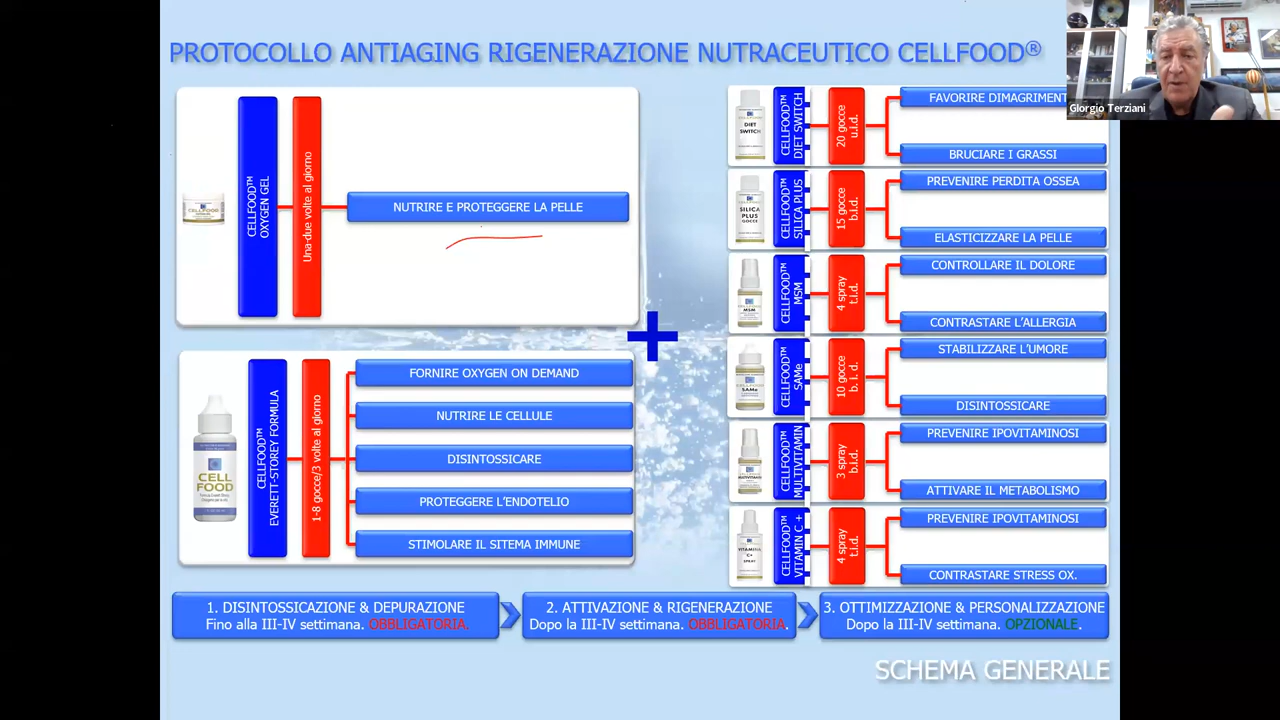 PROTOCOLLO ANTIAGING RIGENERAZIONE NUTRACEUTICO CELLFOOD®
GIorgio Terziani
CELLFOOD
CELLFOOD™
OXYGEN GEL
Una-due volte al giorno
NUTRIRE E PROTEGGERE LA PELLE
CELL
FOOD
CELLFOOD™
EVERETT-STOREY FORMULA
1-8 gocce/3 volte al giorno
FORNIRE OXYGEN ON DEMAND
NUTRIRE LE CELLULE
DISINTOSSICARE
PROTEGGERE L'ENDOTELIO
STIMOLARE IL SITEMA IMMUNE
+
DIET
SWITCH
CELLFOOD™
DIET SWITCH
20 gocce
u.i.d.
FAVORIRE DIMAGRIMENT
BRUCIARE I GRASSI
SILICA
PLUS
GOCCE
CELLFOOD™
SILICA PLUS
15 gocce
b.i.d.
PREVENIRE PERDITA OSSEA
ELASTICIZZARE LA PELLE
MSM
CELLFOOD™
MSM
4 spray
t.i.d.
CONTROLLARE IL DOLORE
CONTRASTARE L'ALLERGIA
CELLFOOD
SAMe
CELLFOOD™
SAMe
10 gocce
b. i. d.
STABILIZZARE L'UMORE
DISINTOSSICARE
MULTIVITAMIN
CELLFOOD™
MULTIVITAMIN
3 spray
b.i.d.
PREVENIRE IPOVITAMINOSI
ATTIVARE IL METABOLISMO
VITAMINA
C+
SPRAY
CELLFOOD™
VITAMIN C +
4 spray
t.i.d.
PREVENIRE IPOVITAMINOSI
CONTRASTARE STRESS OX.
1. DISINTOSSICAZIONE & DEPURAZIONE
Fino alla III-IV settimana. OBBLIGATORIA.
2. ATTIVAZIONE & RIGENERAZIONE
Dopo la III-IV settimana. OBBLIGATORIA.
3. OTTIMIZZAZIONE & PERSONALIZZAZIONE
Dopo la III-IV settimana. OPZIONALE.
SCHEMA GENERALE